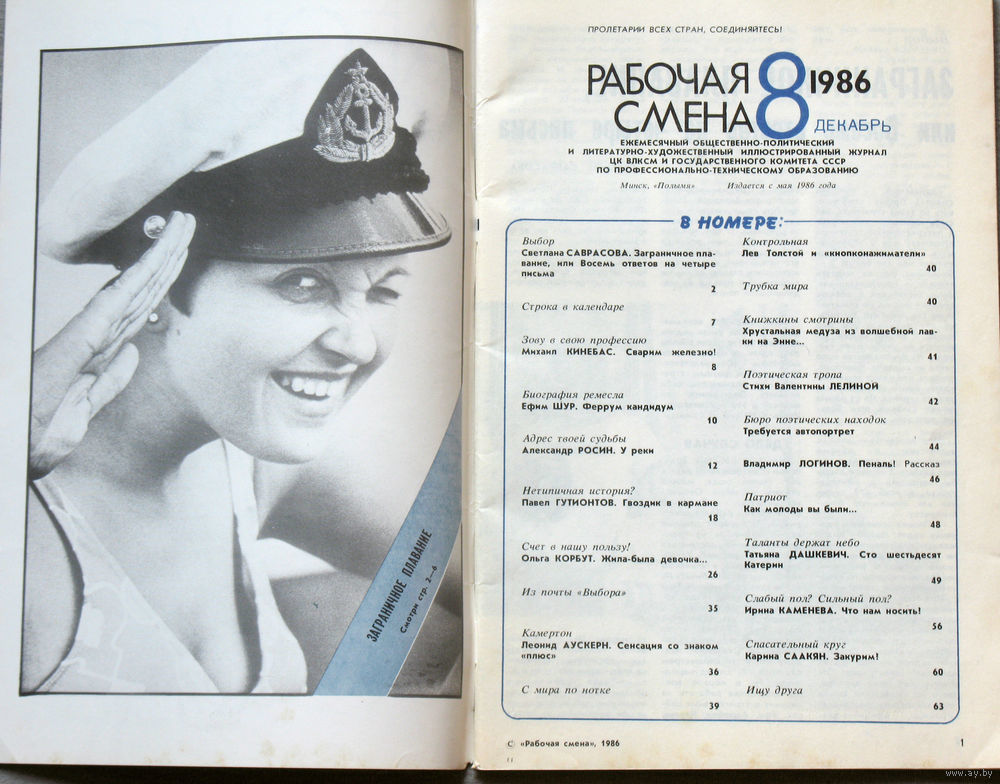 ЗАГРАНИЧНОЕ ПЛАВАНИЕ
Смотри стр. 2—6
ПРОЛЕТАРИИ ВСЕХ СТРАН, СОЕДИНЯЙТЕСЬ!
РАБОЧАЯ
СМЕНА
8
1986
ДЕКАБРЬ
ЕЖЕМЕСЯЧНЫЙ ОБЩЕСТВЕННО-ПОЛИТИЧЕСКИЙ
И ЛИТЕРАТУРНО-ХУДОЖЕСТВЕННЫЙ ИЛЛЮСТРИРОВАННЫЙ ЖУРНАЛ
ЦК ВЛКСМ И ГОСУДАРСТВЕННОГО КОМИТЕТА СССР
ПО ПРОФЕССИОНАЛЬНО-ТЕХНИЧЕСКОМУ ОБРАЗОВАНИЮ
Минск, «Полымя» Издается с мая 1986 года
В НОМЕРЕ:
Выбор
Светлана САВРАСОВА. Заграничное пла-
вание, или Восемь ответов на четыре
письма
2
Строка в календаре
7
Зову в свою профессию
Михаил КИНЕБАС. Сварим железно!
8
Биография ремесла
Ефим ШУР. Феррум кандидум
10
Адрес твоей судьбы
Александр РОСИН. У реки
12
Нетипичная история?
Павел ГУТИОНТОВ. Гвоздик в кармане
18
Счет в нашу пользу!
Ольга КОРБУТ. Жила-была девочка...
26
Из почты «Выбора»
35
Камертон
Леонид АУСКЕРН. Сенсация со знаком
«плюс»
36
С мира по нотке
39
Контрольная
Лев Толстой и «кнопконажиматели»
40
Трубка мира
40
Книжкины смотрины
Хрустальная медуза из волшебной лав-
ки на Энне...
41
Поэтическая тропа
Стихи Валентины ЛЕЛИНОЙ
42
Бюро поэтических находок
Требуется автопортрет
44
Владимир ЛОГИНОВ. Пеналь! Рассказ
46
Патриот
Как молоды вы были...
48
Таланты держат небо
Татьяна ДАШКЕВИЧ. Сто шестьдесят
Катерин
49
Слабый пол? Сильный пол?
Ирина КАМЕНЕВА. Что нам носить!
56
Спасательный круг
Карина СААКЯН. Закурим!
60
Ищу друга
63
© «Рабочая смена», 1986
1
www.ay.by